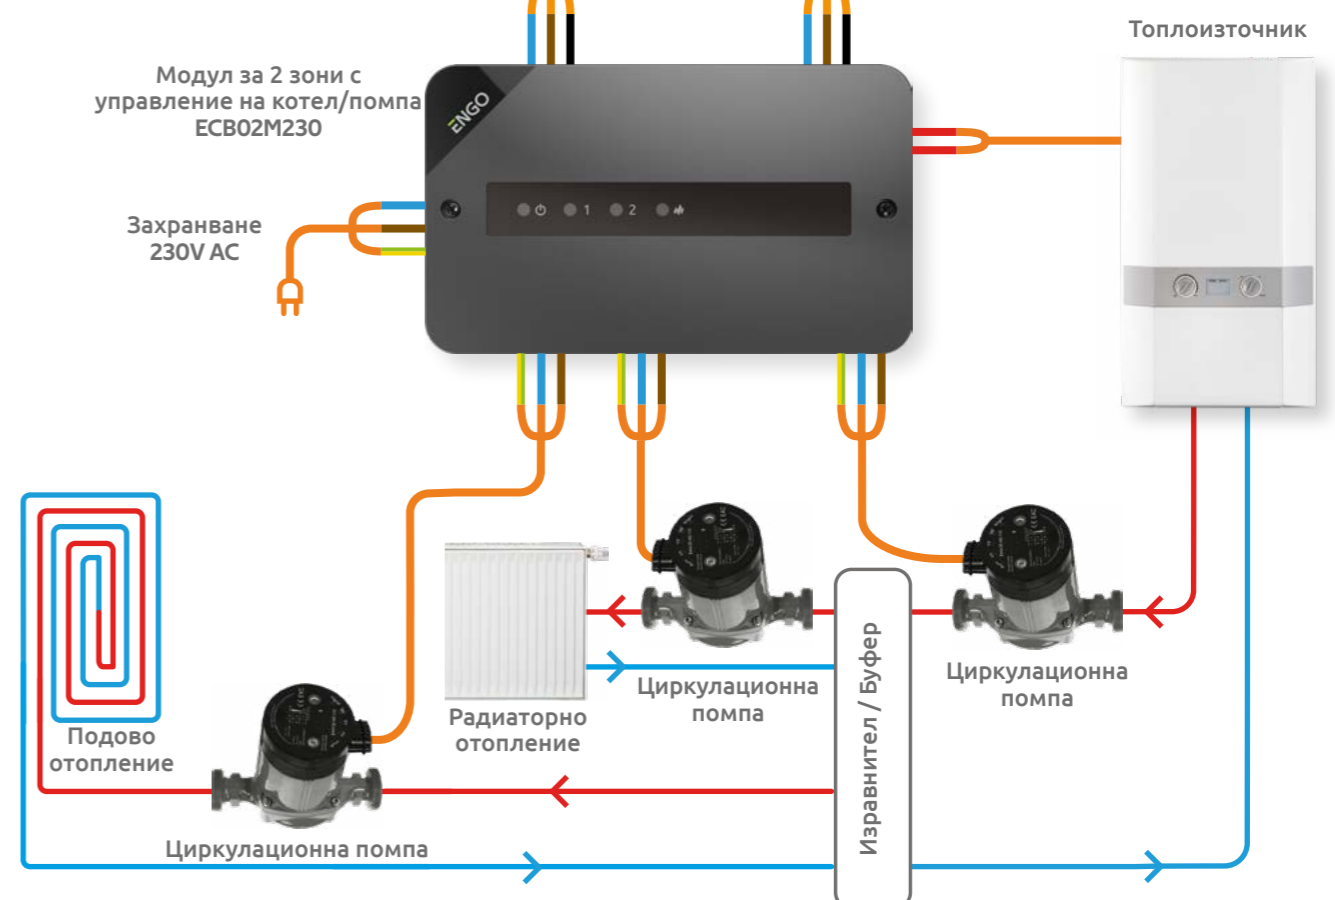 Топлоизточник
Модул за 2 зони с
управление на котел/помпа
ECB02M230
ENGO
1
2
Захранване
230V AC
Циркулационна
помпа
Циркулационна
помпа
Изравнител / Буфер
Радиаторно
отопление
Подово
отопление
Циркулационна помпа